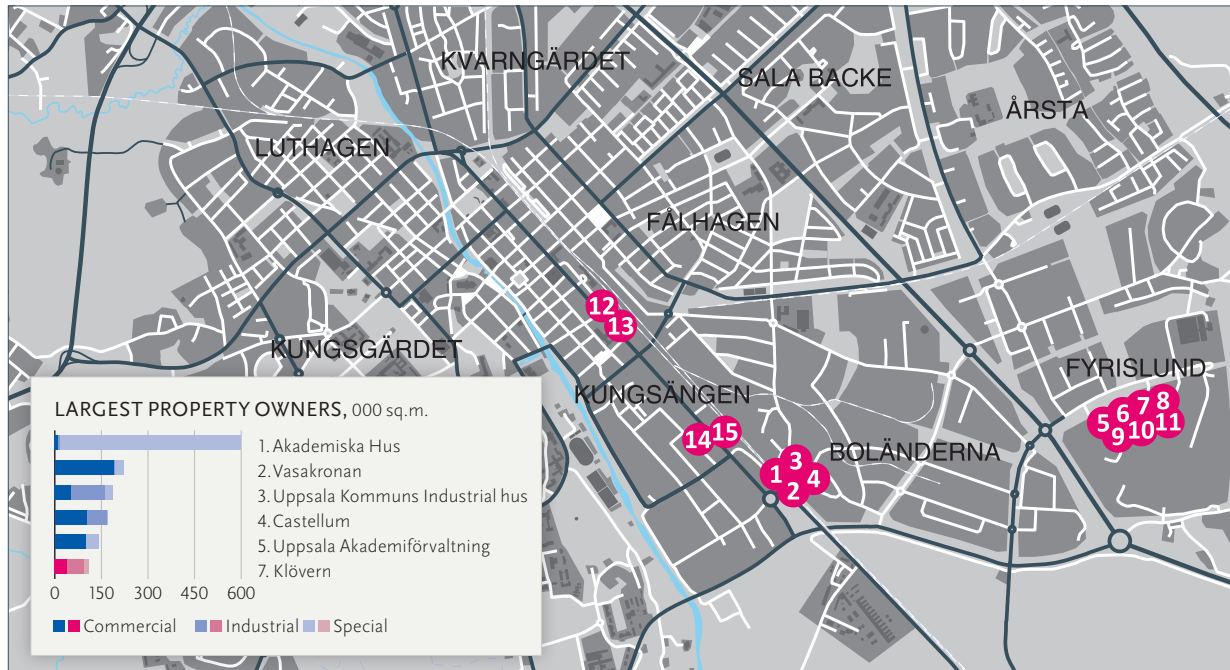 KVARNGÄRDET
SALA BACKE
ÅRSTA
LUTHAGEN
FÅLHAGEN
12
13
KUNGSGÄRDET
FYRISLUND
KUNGSÄNGEN
5 6 7 8
9 10 11
14 15
BOLÄNDERNA
1 3
2 4
LARGEST PROPERTY OWNERS, 000 sq.m.
1. Akademiska Hus
2. Vasakronan
3. Uppsala Kommuns Industrial hus
4. Castellum
5. Uppsala Akademiförvaltning
7. Klövern
0 150 300 450 600
Commercial Industrial Special